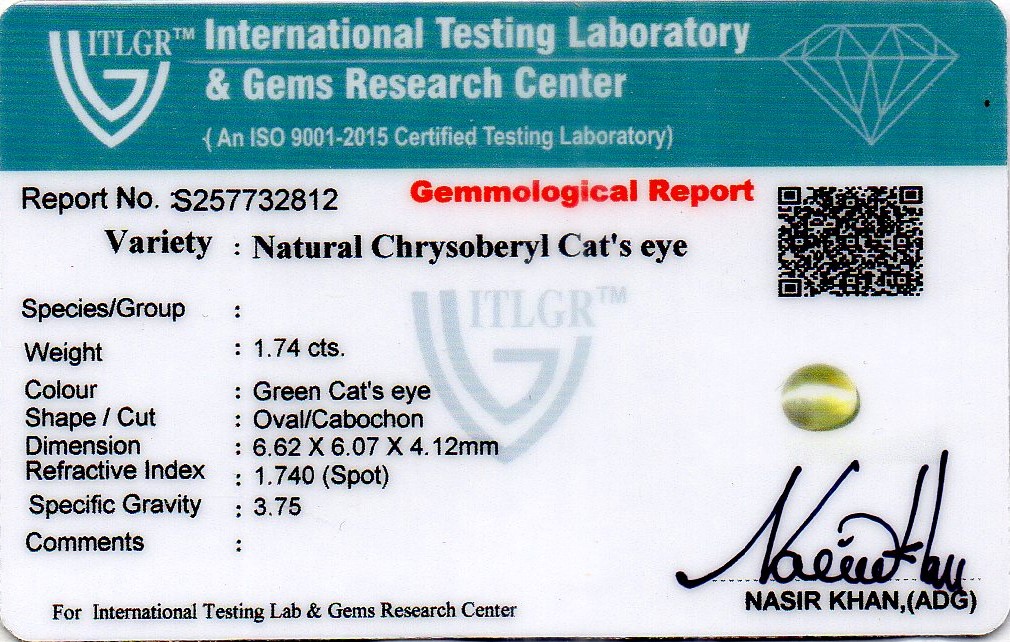 ITLGR™ International Testing Laboratory
& Gems Research Center
( An ISO 9001-2015 Certified Testing Laboratory)
Report No. :S257732812
Gemmological Report
Variety : Natural Chrysoberyl Cat's eye
ITLGR™
Species/Group :
Weight : 1.74 cts.
Colour : Green Cat's eye
Shape / Cut : Oval/Cabochon
Dimension : 6.62 X 6.07 X 4.12mm
Refractive Index : 1.740 (Spot)
Specific Gravity : 3.75
Comments :
NASIR KHAN,(ADG)
For International Testing Lab & Gems Research Center